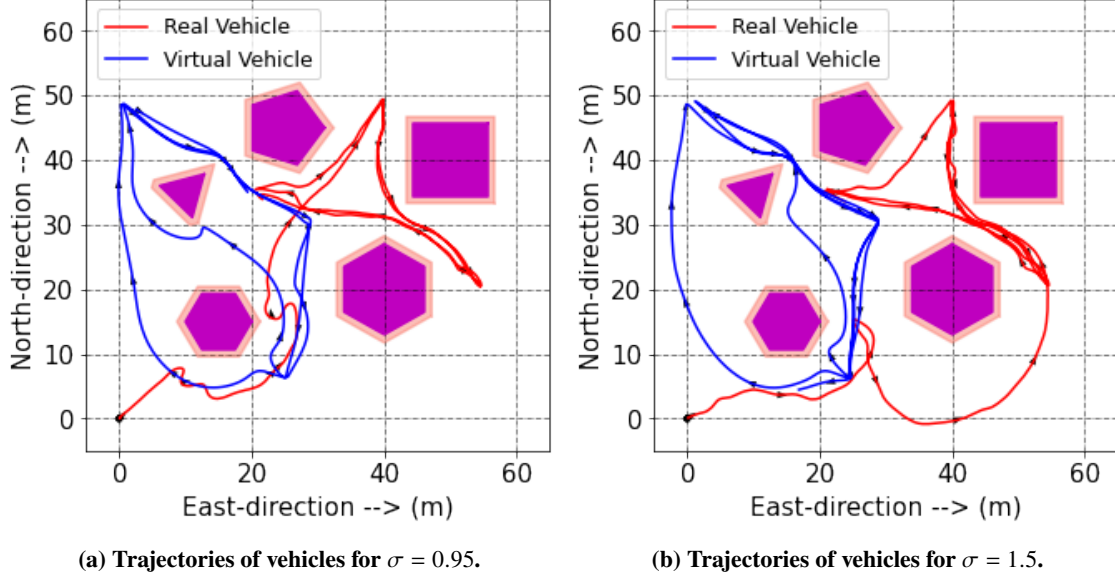 Real Vehicle
Virtual Vehicle
60
50
40
30
20
10
0
0 20 40 60
North-direction --> (m)
East-direction --> (m)
(a) Trajectories of vehicles for σ = 0.95.
Real Vehicle
Virtual Vehicle
60
50
40
30
20
10
0
0 20 40 60
North-direction --> (m)
East-direction --> (m)
(b) Trajectories of vehicles for σ = 1.5.